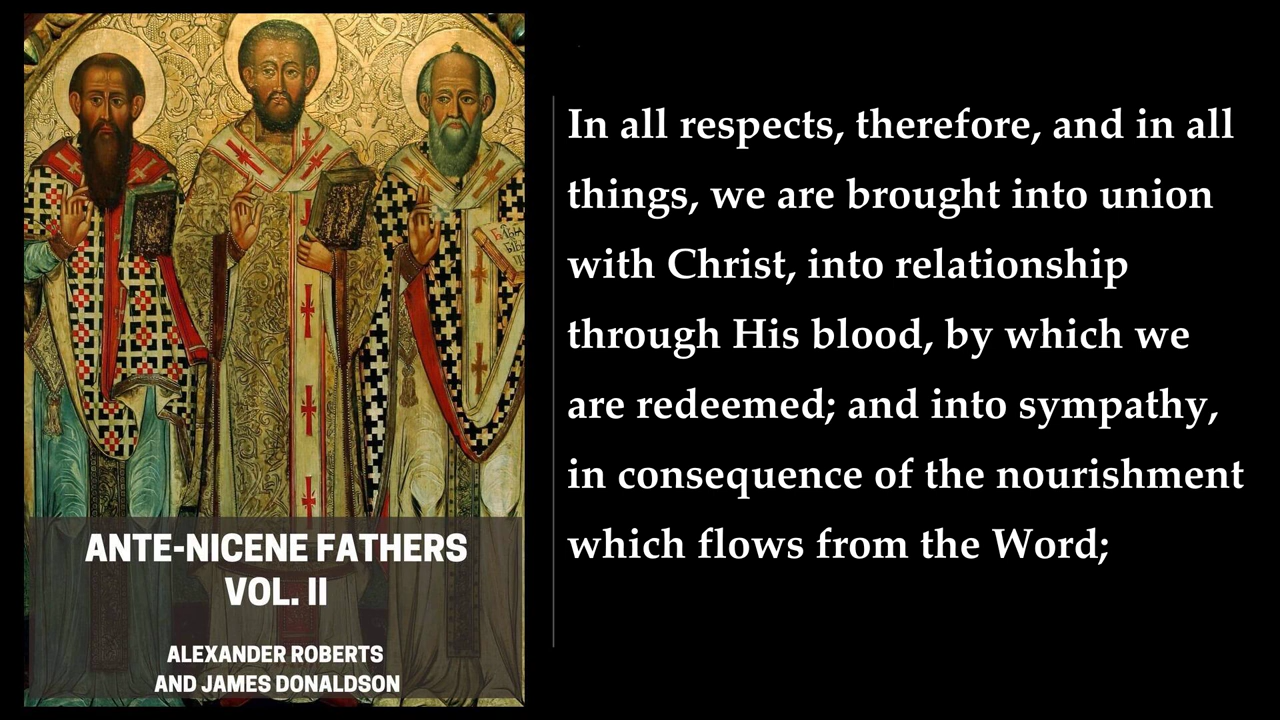 ANTE-NICENE FATHERS
VOL. II
ALEXANDER ROBERTS
AND JAMES DONALDSON
In all respects, therefore, and in all
things, we are brought into union
with Christ, into relationship
through His blood, by which we
are redeemed; and into sympathy,
in consequence of the nourishment
which flows from the Word;